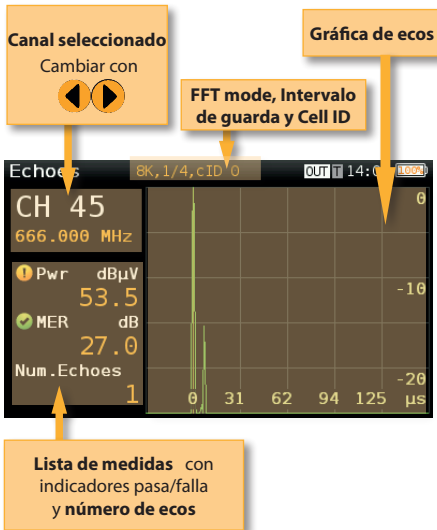 Canal seleccionado
Cambiar con
Gráfica de ecos
FFT mode, Intervalo
de guarda y Cell ID
Echoes 8K,1/4,cID 0 OUT T 14:0 100%
CH 45
666.000 MHz
Pwr dBµV
53.5
MER dB
27.0
Num.Echoes
1
0
-10
-20
0 31 62 94 125 µs
Lista de medidas con
indicadores pasa/falla
y número de ecos